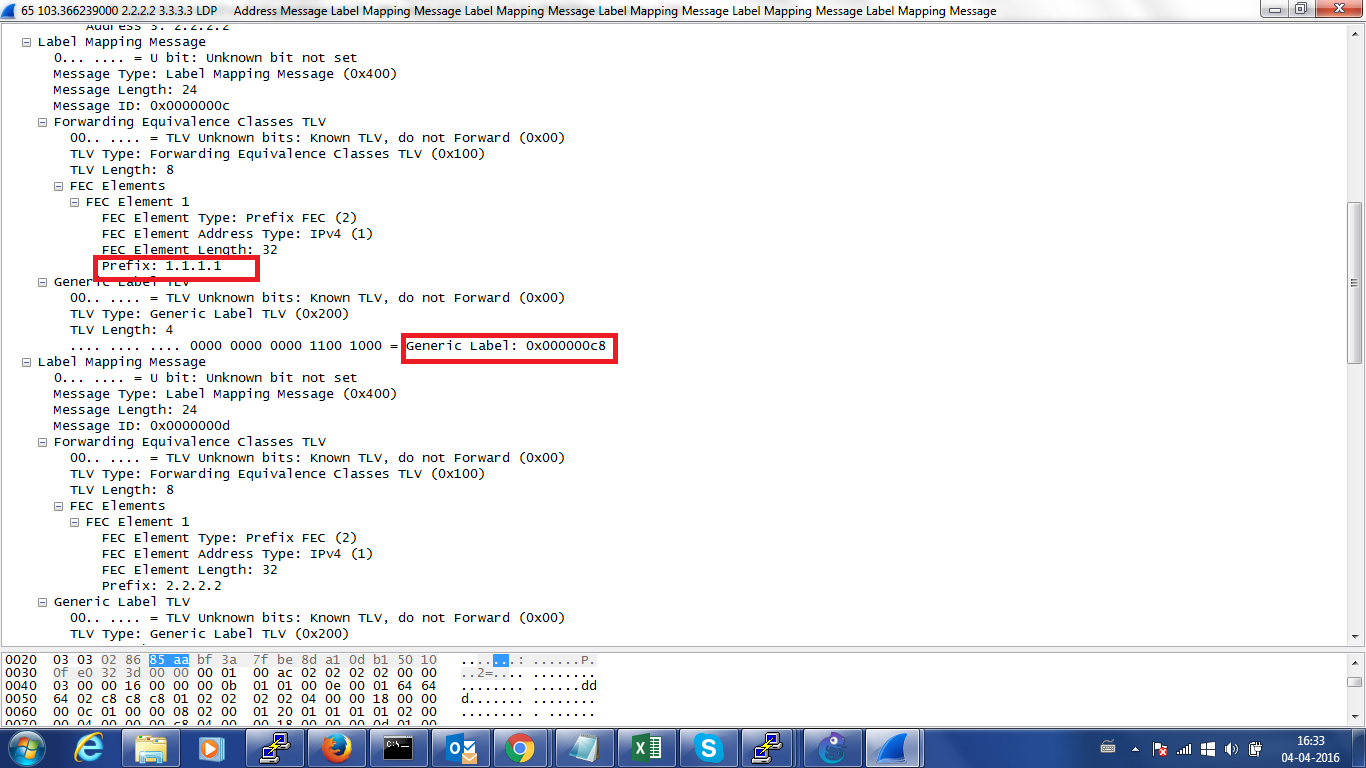 65 103.366239000 2.2.2.2 3.3.3.3 LDP Address Message Label Mapping Message Label Mapping Message Label Mapping Message Label Mapping Message Label Mapping Message
Address 3: 2.2.2.2
Label Mapping Message
0... .... = U bit: Unknown bit not set
Message Type: Label Mapping Message (0x400)
Message Length: 24
Message ID: 0x0000000c
Forwarding Equivalence Classes TLV
00.. .... = TLV Unknown bits: Known TLV, do not Forward (0x00)
TLV Type: Forwarding Equivalence Classes TLV (0x100)
TLV Length: 8
FEC Elements
FEC Element 1
FEC Element Type: Prefix FEC (2)
FEC Element Address Type: IPv4 (1)
FEC Element Length: 32
Prefix: 1.1.1.1
Generic Label TLV
00.. .... = TLV Unknown bits: Known TLV, do not Forward (0x00)
TLV Type: Generic Label TLV (0x200)
TLV Length: 4
.... .... .... 0000 0000 0000 1100 1000 = Generic Label: 0x000000c8
Label Mapping Message
0... .... = U bit: Unknown bit not set
Message Type: Label Mapping Message (0x400)
Message Length: 24
Message ID: 0x0000000d
Forwarding Equivalence Classes TLV
00.. .... = TLV Unknown bits: Known TLV, do not Forward (0x00)
TLV Type: Forwarding Equivalence Classes TLV (0x100)
TLV Length: 8
FEC Elements
FEC Element 1
FEC Element Type: Prefix FEC (2)
FEC Element Address Type: IPv4 (1)
FEC Element Length: 32
Prefix: 2.2.2.2
Generic Label TLV
00.. .... = TLV Unknown bits: Known TLV, do not Forward (0x00)
TLV Type: Generic Label TLV (0x200)
0020 03 03 02 86 85 aa bf 3a 7f be 8d a1 0d b1 50 10 .......: ......P.
0030 0f e0 32 3d 00 00 00 01 00 ac 02 02 02 02 00 00 ..2=.... ........
0040 03 00 00 16 00 00 00 0b 01 01 00 0e 00 01 64 64 ........ ......dd
0050 64 02 c8 c8 c8 01 02 02 02 02 04 00 00 18 00 00 d....... ........
0060 00 0c 01 00 00 08 02 00 01 20 01 01 01 01 02 00 ........ . ......
0070 00 04 00 00 00 c8 04 00 00 18 00 00 00 0d 01 00
16:33
04-04-2016